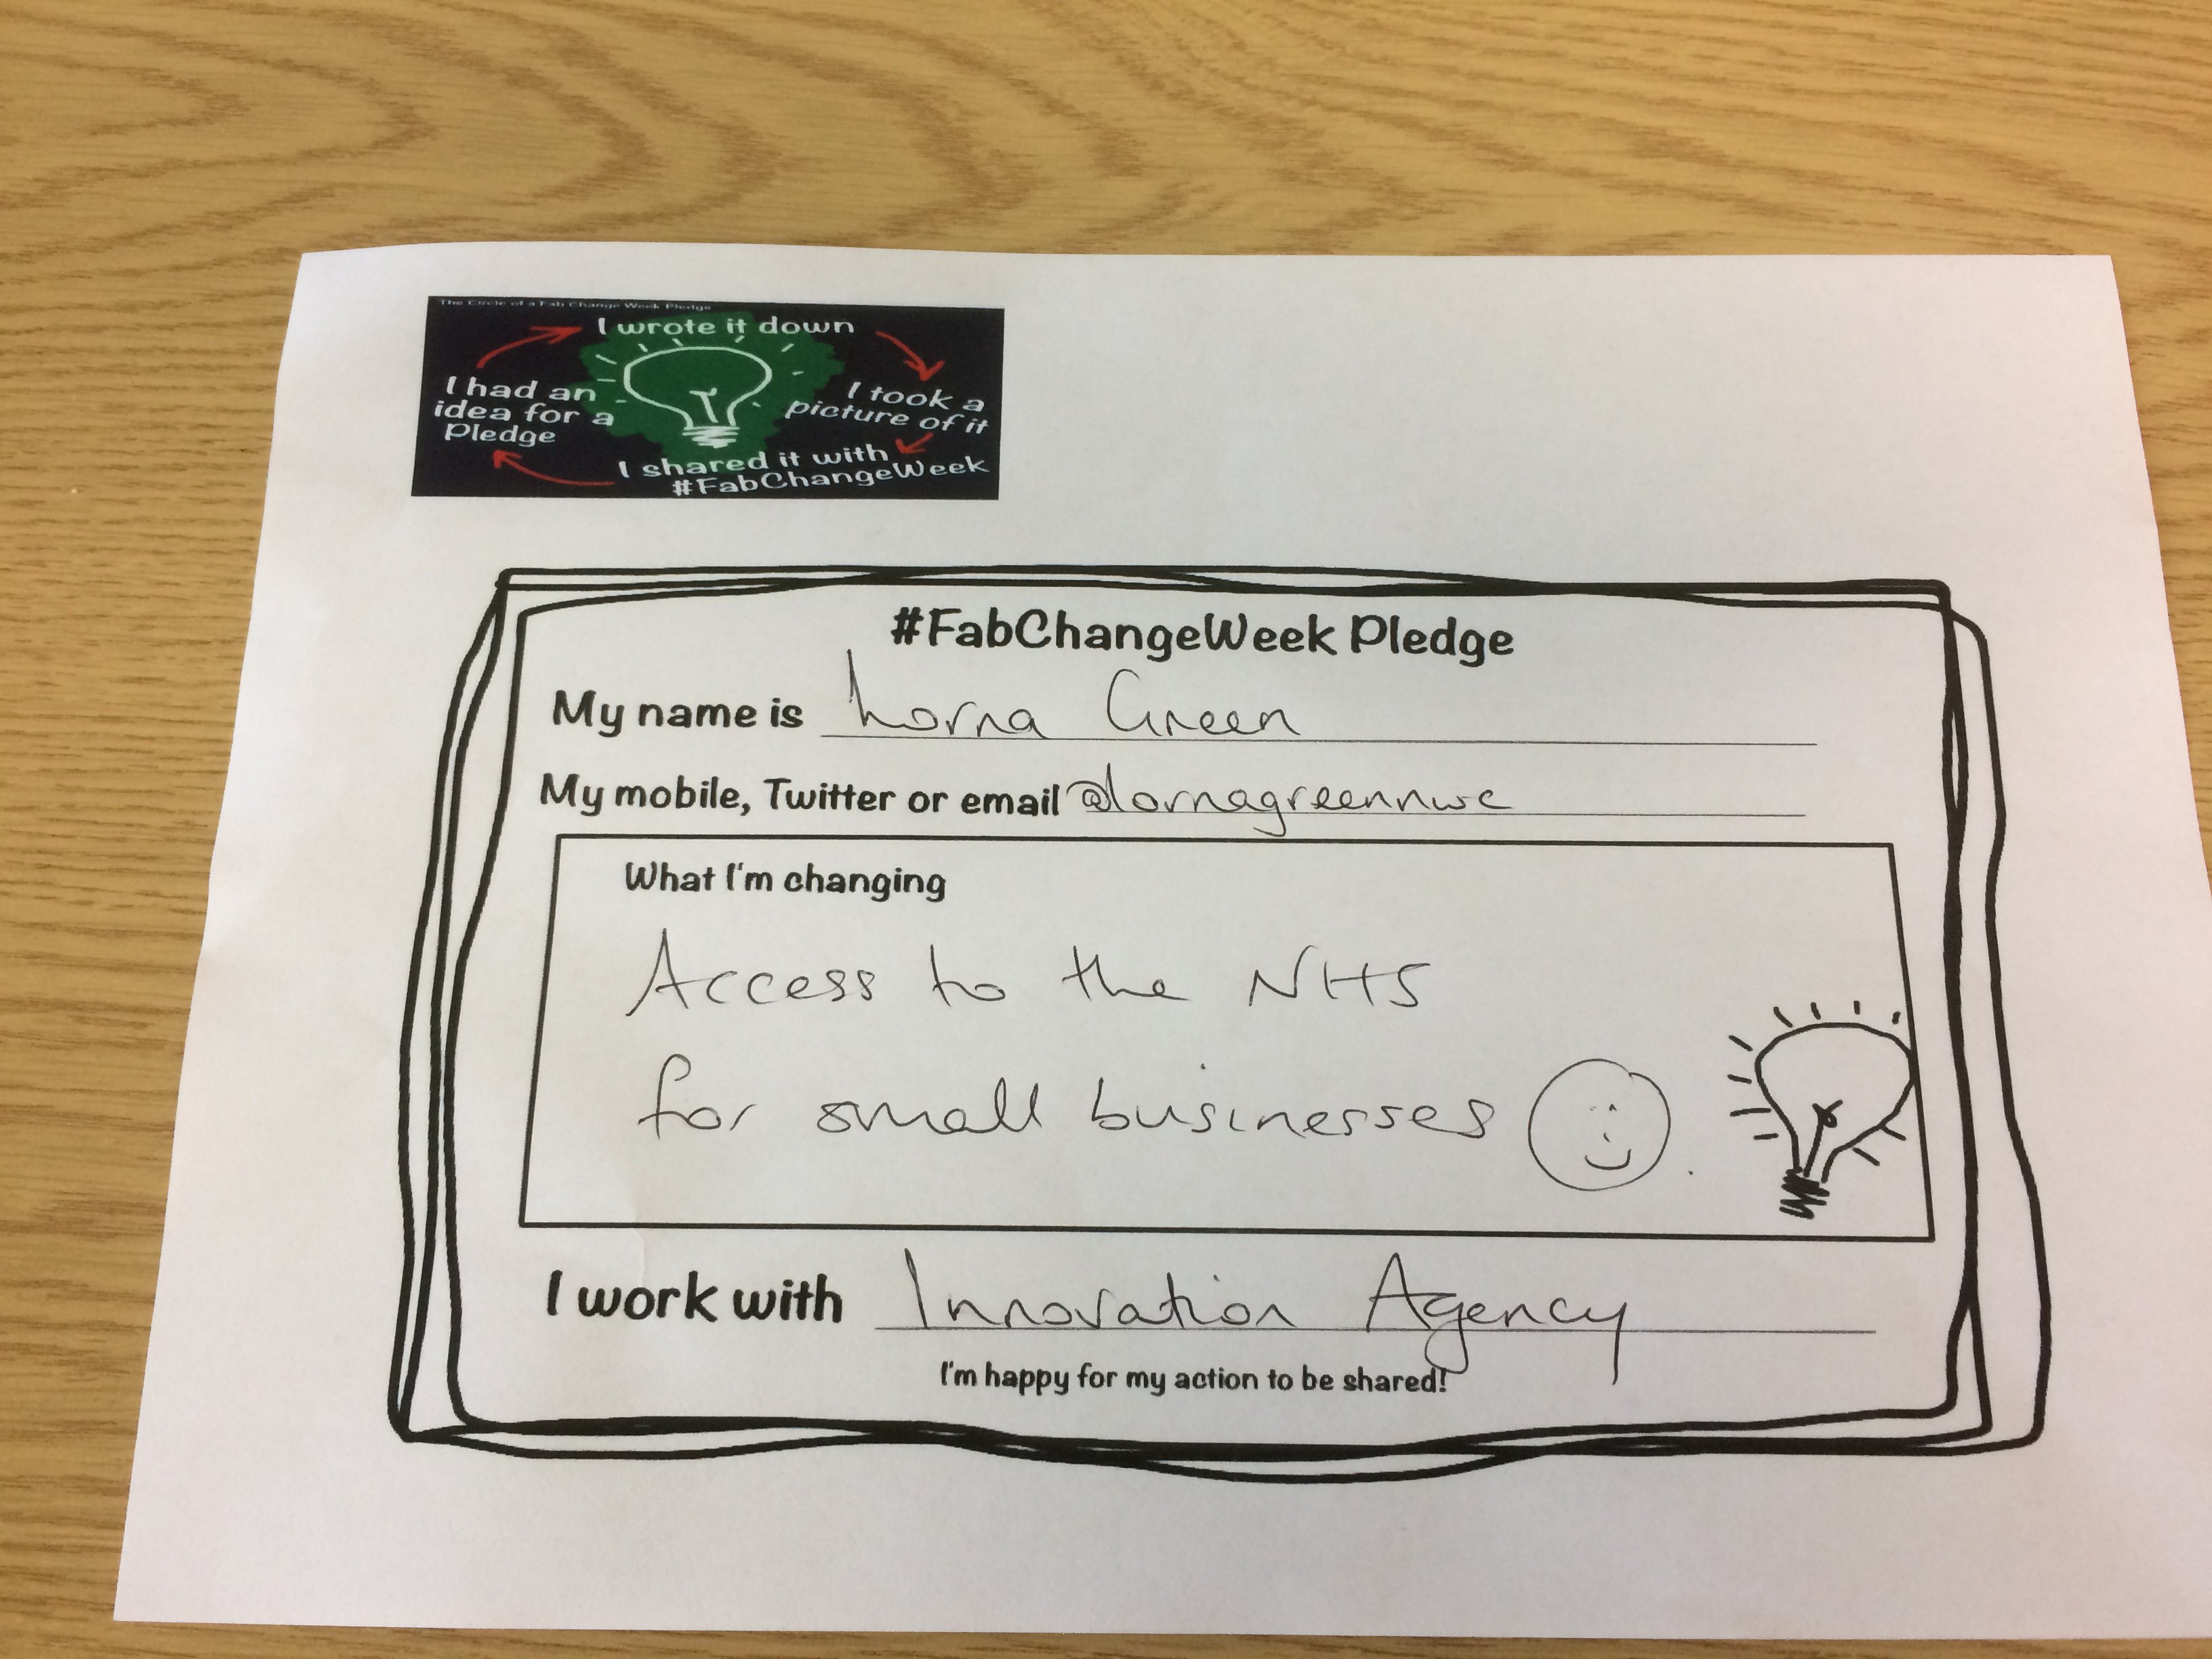 The Circle of a Fab Change Week Pledge
I wrote it down
I took a
picture of it
I shared it with
#FabChangeWeek
I had an
idea for a
Pledge
#FabChangeWeek Pledge
My name is Lorna Green
My mobile, Twitter or email @lornagreennwc
What I'm changing
Access to the NHS
for small businesses
I work with Innovation Agency
I'm happy for my action to be shared!